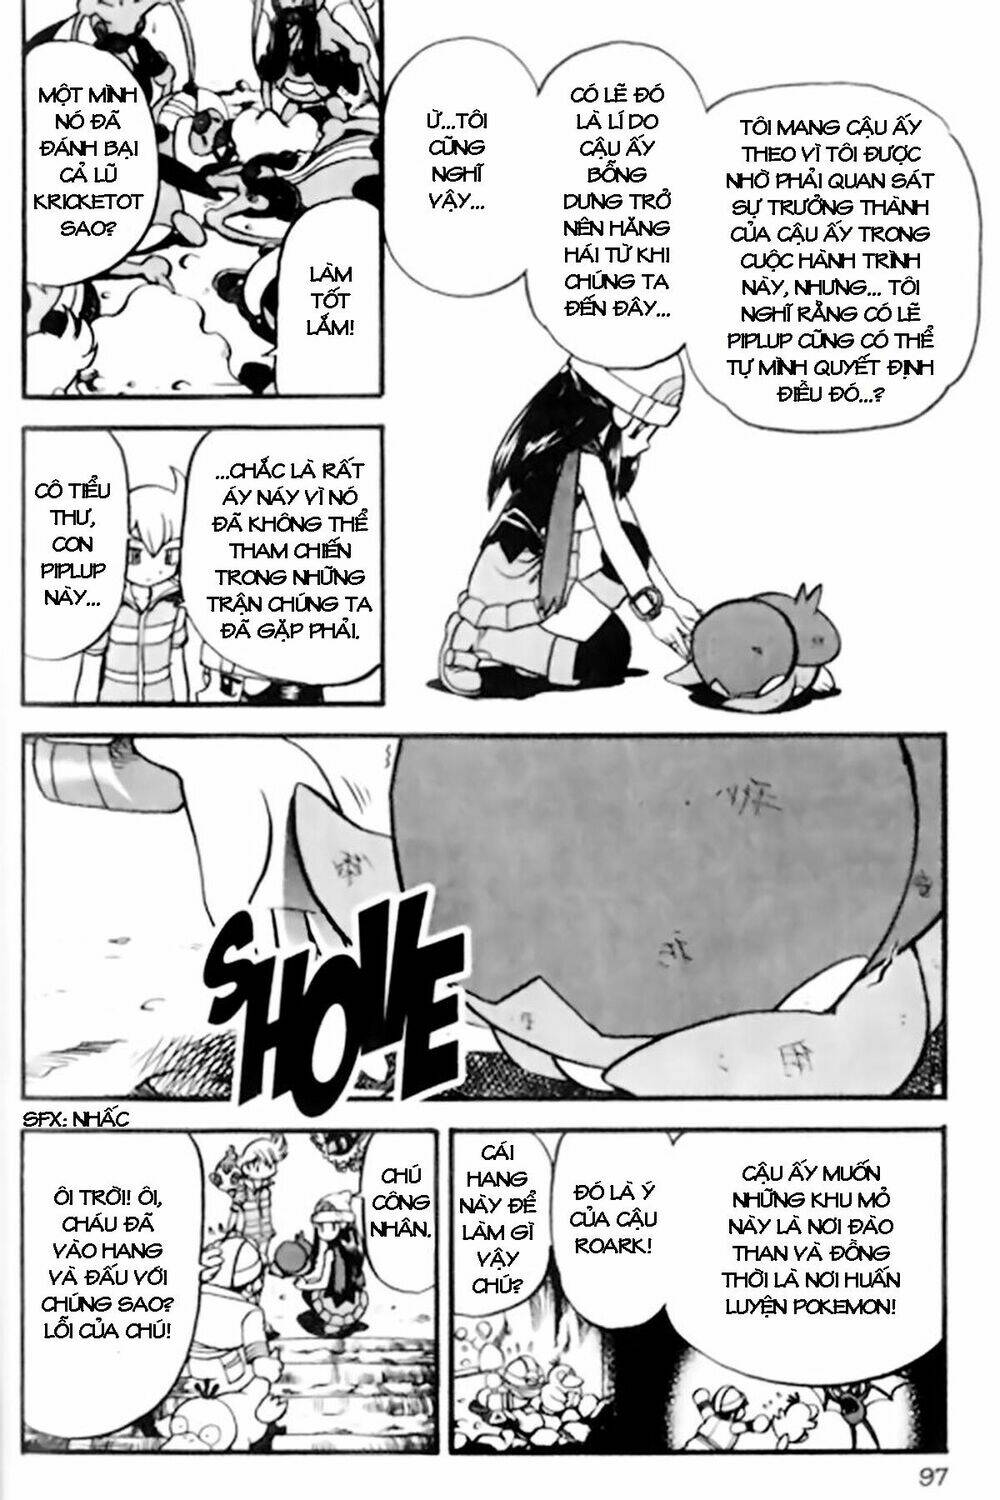 MỘT MÌNH
NÓ ĐÃ
ĐÁNH BẠI
CẢ LŨ
KRICKETOT
SAO?
LÀM
TỐT
LẮM!
CÔ TIỂU
THƯ,
CON
PIPLUP
NÀY...
...CHẮC LÀ RẤT
ÁY NÁY VÌ NÓ
ĐÃ KHÔNG THỂ
THAM CHIẾN
TRONG NHỮNG
TRẬN CHÚNG TA
ĐÃ GẶP PHẢI.
Ừ...TÔI
CŨNG
NGHĨ
VẬY...
CÓ LẼ ĐÓ
LÀ LÍ DO
CẬU ẤY
BỖNG
DƯNG TRỞ
NÊN HĂNG
HÁI TỪ KHI
CHÚNG TA
ĐẾN ĐÂY...
TÔI MANG CẬU ẤY
THEO VÌ TÔI ĐƯỢC
NHỜ PHẢI QUAN SÁT
SỰ TRƯỞNG THÀNH
CỦA CẬU ẤY TRONG
CUỘC HÀNH TRÌNH
NÀY, NHƯNG... TÔI
NGHĨ RẰNG CÓ LẼ
PIPLUP CŨNG CÓ THỂ
TỰ MÌNH QUYẾT ĐỊNH
ĐIỀU ĐÓ...?
SHOVE
SFX: NHẤC
ÔI TRỜI! ÔI,
CHÁU ĐÃ
VÀO HANG
VÀ ĐẤU VỚI
CHÚNG SAO?
LỖI CỦA CHÚ!
CHÚ
CÔNG
NHÂN.
CÁI
HANG
NÀY ĐỂ
LÀM GÌ
VẬY
CHÚ?
ĐÓ LÀ Ý
CỦA CẬU
ROARK!
CẬU ẤY MUỐN
NHỮNG KHU MỎ
NÀY LÀ NƠI ĐÀO
THAN VÀ ĐỒNG
THỜI LÀ NƠI HUẤN
LUYỆN POKEMON!
97